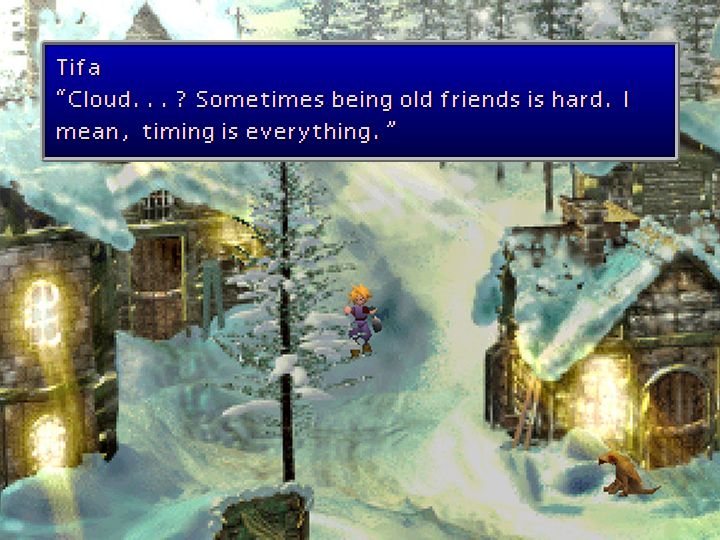 Tifa
“Cloud...? Sometimes being old friends is hard. I
mean, timing is everything.”